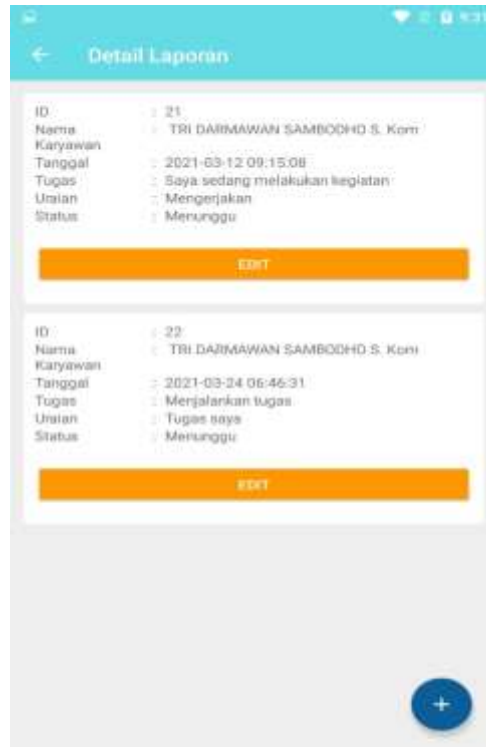 9:31
Detail Laporan
ID : 21
Nama Karyawan : TRI DARMAWAN SAMBODHO S. Kom
Tanggal : 2021-03-12 09:15:08
Tugas : Saya sedang melakukan kegiatan
Uraian : Mengerjakan
Status : Menunggu
EDIT
ID : 22
Nama Karyawan : TRI DARMAWAN SAMBODHO S. Kom
Tanggal : 2021-03-24 06:46:31
Tugas : Menjalankan tugas
Uraian : Tugas saya
Status : Menunggu
EDIT
+